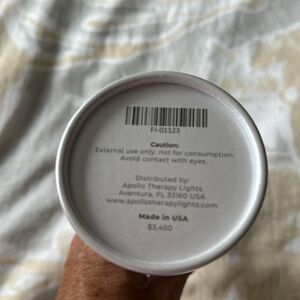 FI-01123
Caution:
External use only, not for consumption.
Avoid contact with eyes.
Distributed by:
Apollo Therapy Lights
Aventura, FL 33160 USA
www.apollotherapylights.com
Made in USA
$3,450